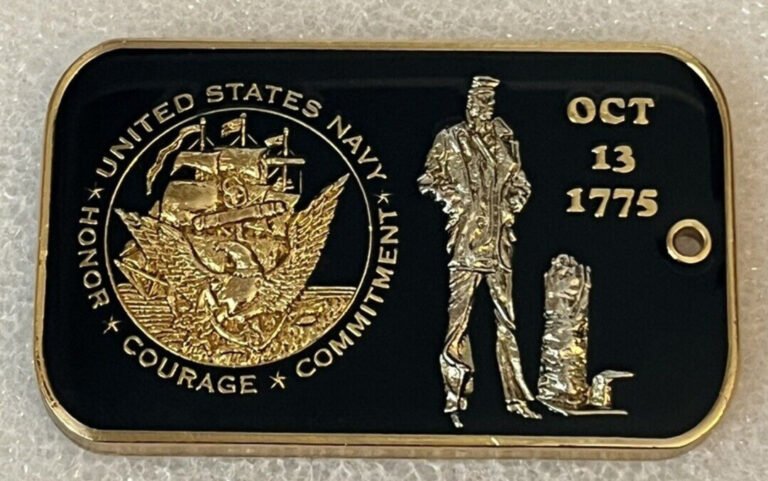 UNITED STATES NAVY
★ HONOR ★ COURAGE ★ COMMITMENT ★
OCT
13
1775